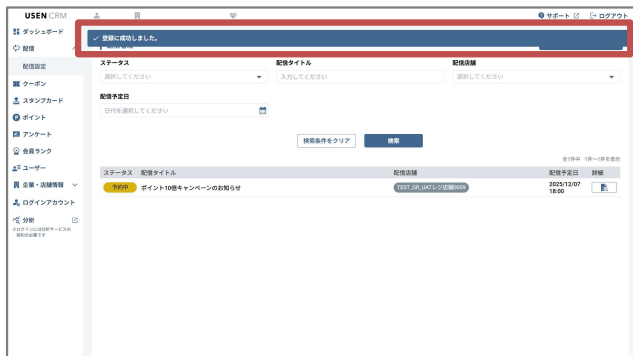 USEN CRM
サポート
ログアウト
ダッシュボード
配信
配信設定
クーポン
スタンプカード
ポイント
アンケート
会員ランク
ユーザー
企業・店舗情報
ログインアカウント
分析
※ログインには分析サービスの
契約が必要です
登録に成功しました。
ステータス 配信タイトル 配信店舗
選択してください 入力してください 選択してください
配信予定日
日付を選択してください
検索条件をクリア 検索
全1件中 1件〜1件を表示
ステータス 配信タイトル 配信店舗 配信予定日 詳細
予約中 ポイント10倍キャンペーンのお知らせ TEST_GR_UATレジ店舗0059 2025/12/07
18:00